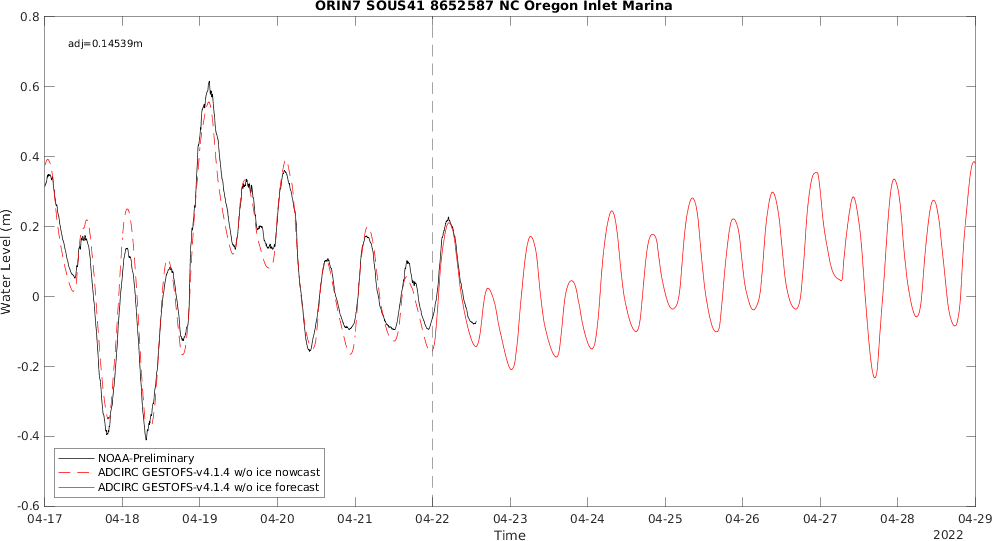 ORIN7 SOUS41 8652587 NC Oregon Inlet Marina
adj=0.14539m
0.8
0.6
0.4
0.2
0
-0.2
-0.4
-0.6
Water Level (m)
NOAA-Preliminary
ADCIRC GESTOFS-v4.1.4 w/o ice nowcast
ADCIRC GESTOFS-v4.1.4 w/o ice forecast
04-17 04-18 04-19 04-20 04-21 04-22 04-23 04-24 04-25 04-26 04-27 04-28 04-29
Time
2022